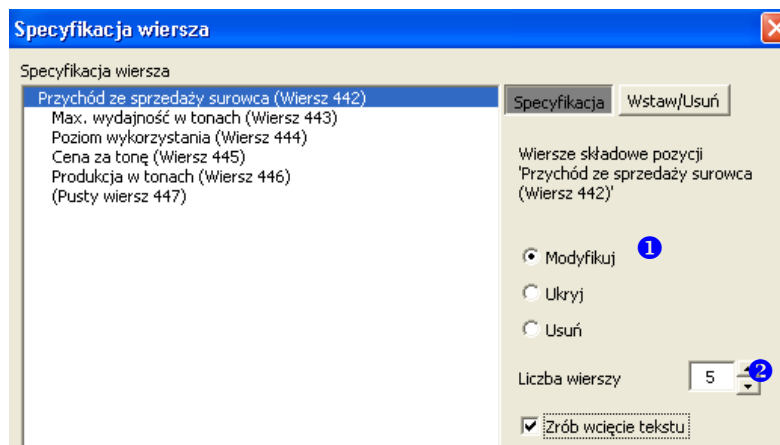 Specyfikacja wiersza
Specyfikacja wiersza
Przychód ze sprzedaży surowca (Wiersz 442)
Max. wydajność w tonach (Wiersz 443)
Poziom wykorzystania (Wiersz 444)
Cena za tonę (Wiersz 445)
Produkcja w tonach (Wiersz 446)
(Pusty wiersz 447)
Specyfikacja Wstaw/Usuń
Wiersze składowe pozycji
'Przychód ze sprzedaży surowca
(Wiersz 442)'
Modyfikuj 1
Ukryj
Usuń
Liczba wierszy 5 2
Zrób wcięcie tekstu